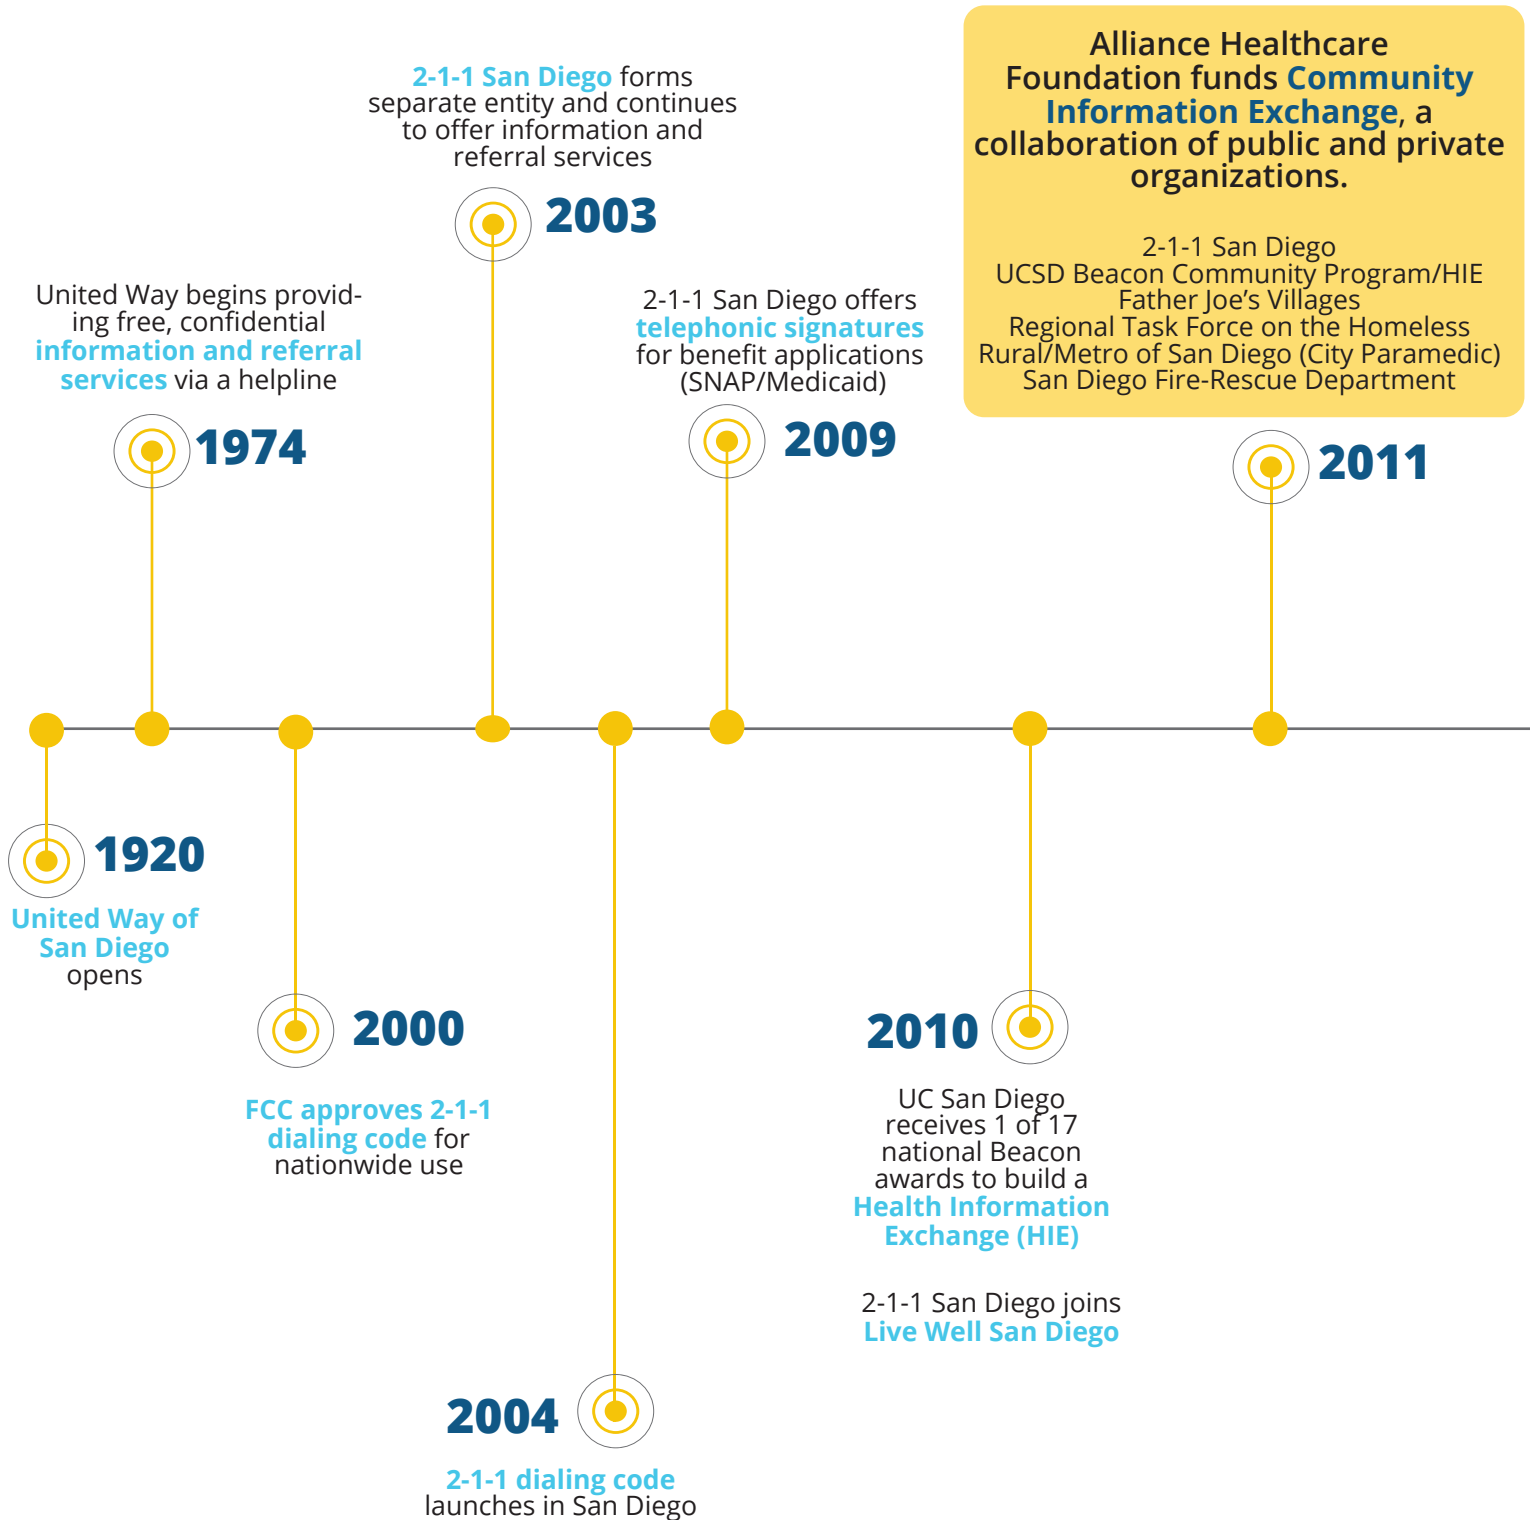 2-1-1 San Diego forms
separate entity and continues
to offer information and
referral services
2003
Alliance Healthcare
Foundation funds Community
Information Exchange, a
collaboration of public and private
organizations.
2-1-1 San Diego
UCSD Beacon Community Program/HIE
Father Joe’s Villages
Regional Task Force on the Homeless
Rural/Metro of San Diego (City Paramedic)
San Diego Fire-Rescue Department
2011
United Way begins provid-
ing free, confidential
information and referral
services via a helpline
1974
2-1-1 San Diego offers
telephonic signatures
for benefit applications
(SNAP/Medicaid)
2009
1920
United Way of
San Diego
opens
2000
FCC approves 2-1-1
dialing code for
nationwide use
2010
UC San Diego
receives 1 of 17
national Beacon
awards to build a
Health Information
Exchange (HIE)
2-1-1 San Diego joins
Live Well San Diego
2004
2-1-1 dialing code
launches in San Diego